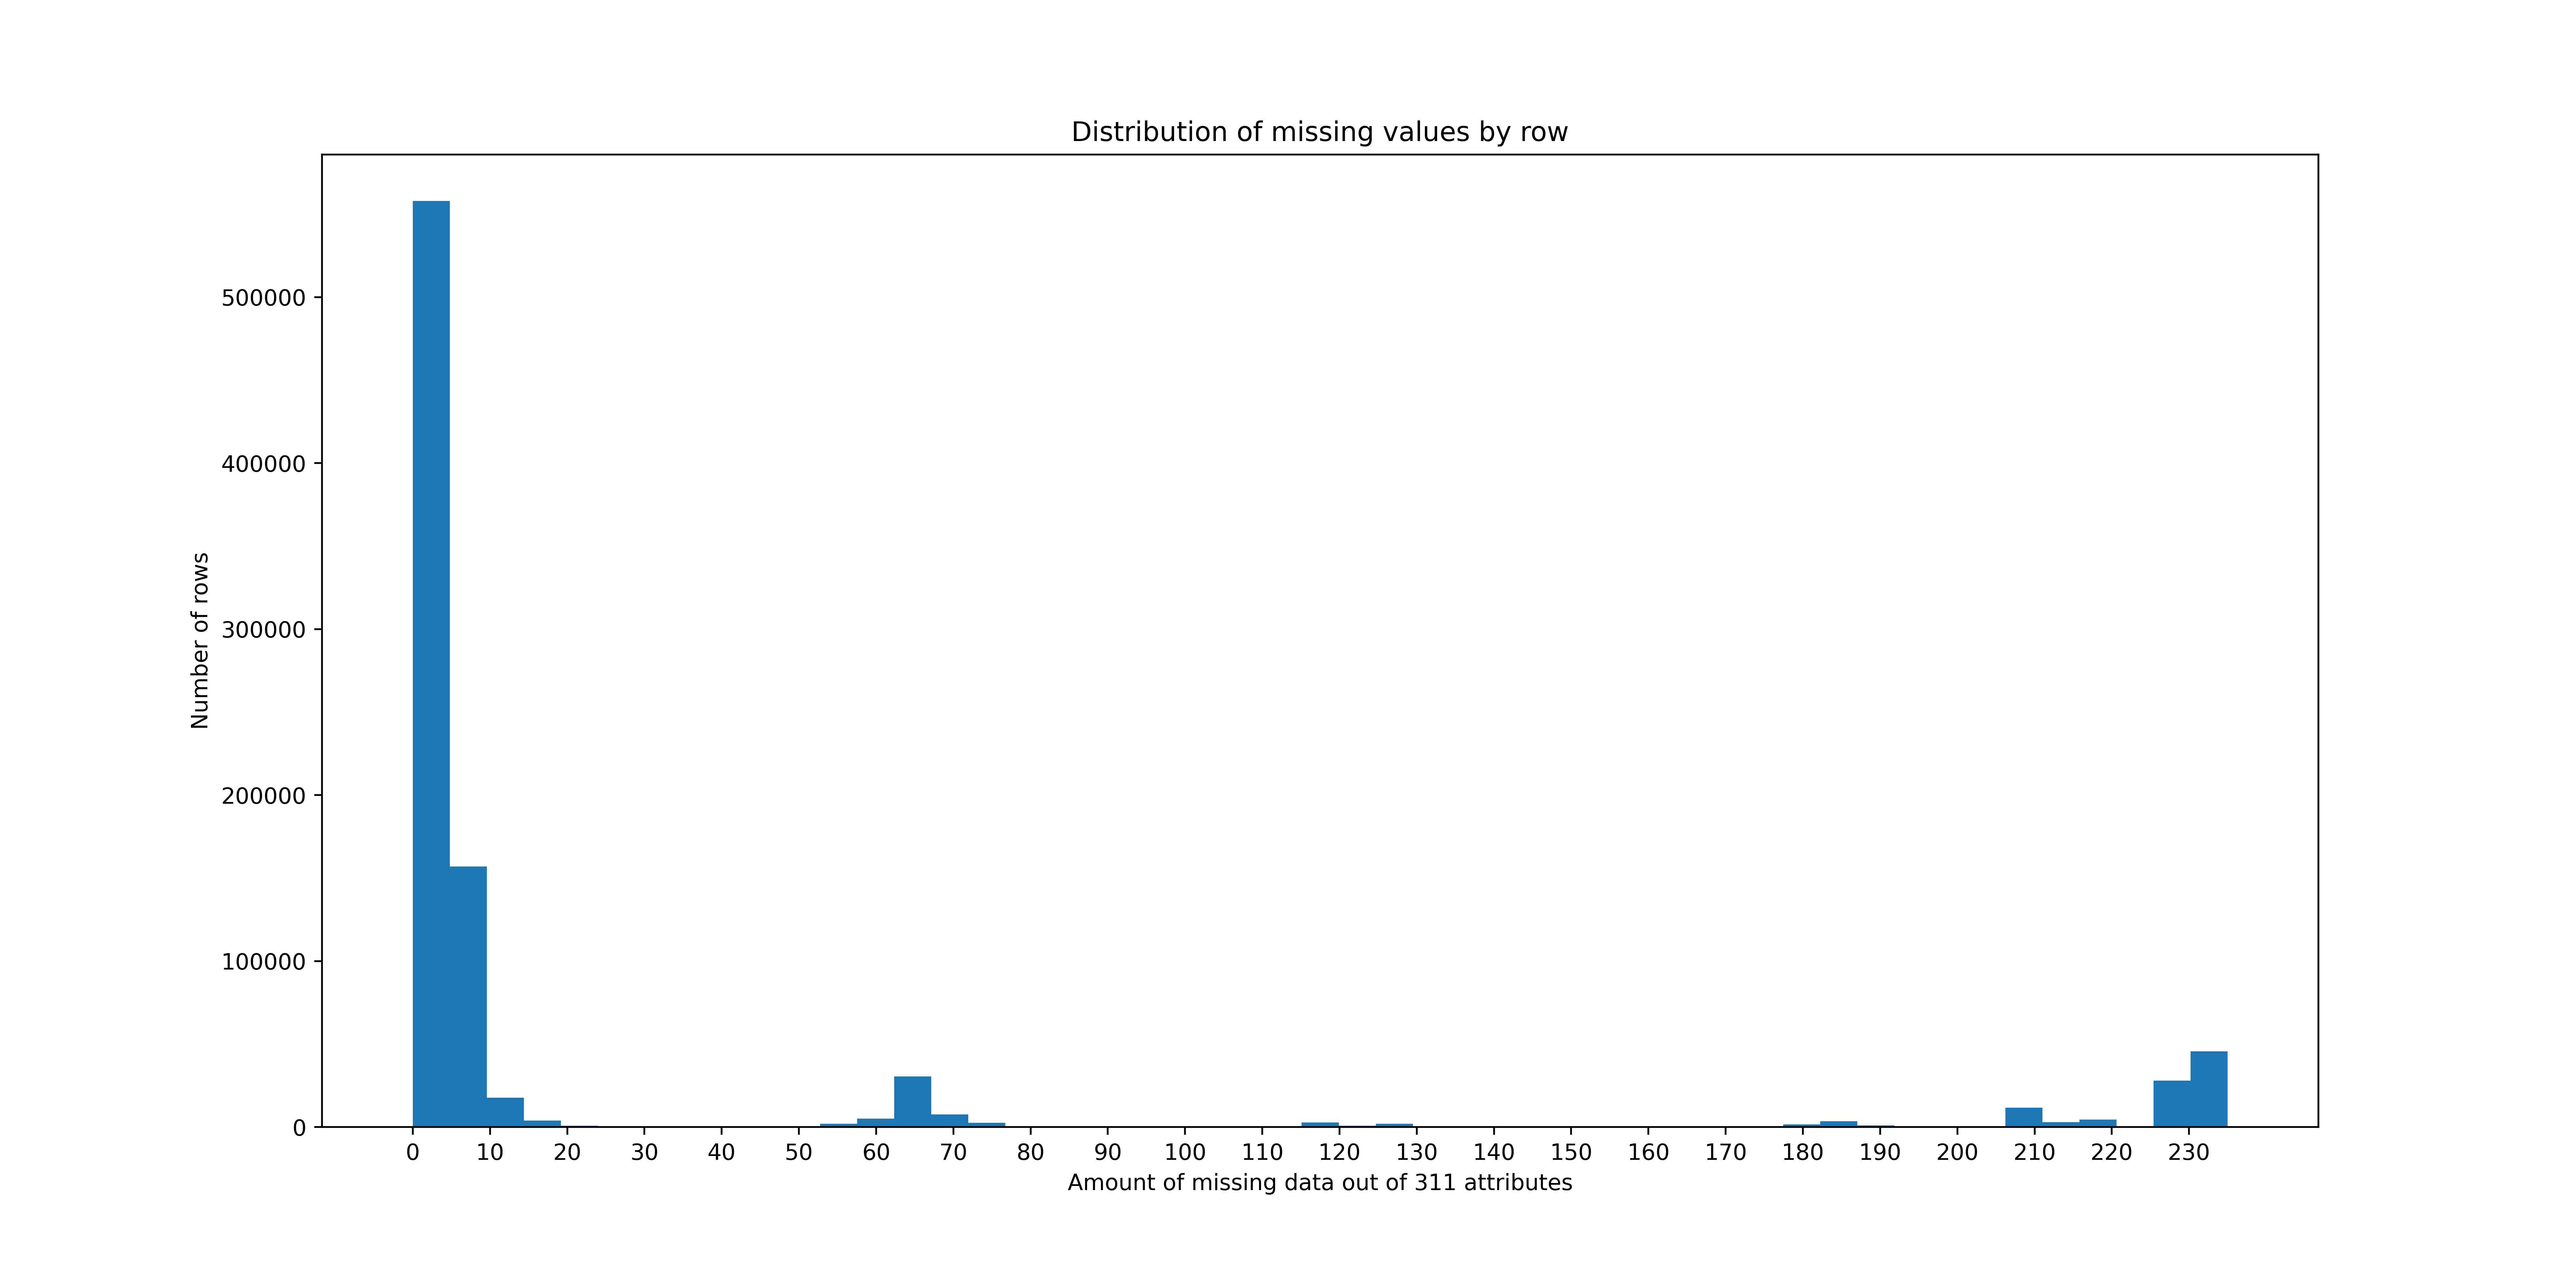 Distribution of missing values by row
Number of rows
500000
400000
300000
200000
100000
0
0 10 20 30 40 50 60 70 80 90 100 110 120 130 140 150 160 170 180 190 200 210 220 230
Amount of missing data out of 311 attributes